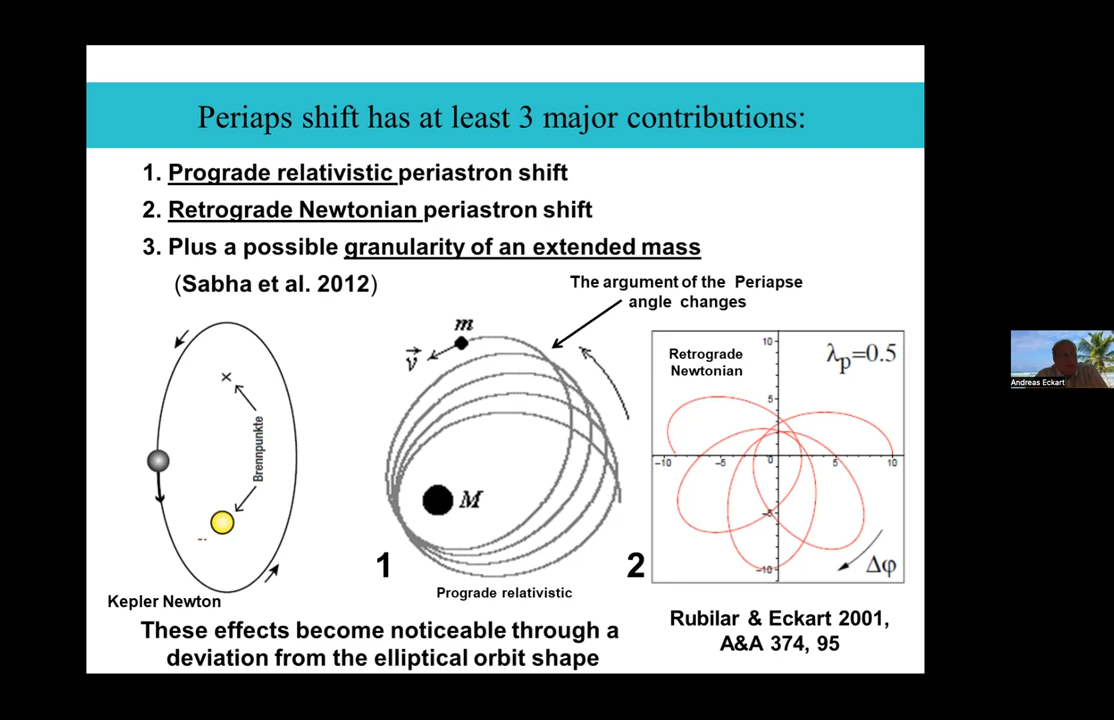 Periaps shift has at least 3 major contributions:
1. Prograde relativistic periastron shift
2. Retrograde Newtonian periastron shift
3. Plus a possible granularity of an extended mass
(Sabha et al. 2012)
The argument of the Periapse
angle changes
Brennpunkte
Kepler Newton
m
v
M
1
Prograde relativistic
2
Retrograde
Newtonian
λp=0.5
10
5
-10
-5
0
5
10
-5
-10
Δφ
Rubilar & Eckart 2001,
A&A 374, 95
These effects become noticeable through a
deviation from the elliptical orbit shape
Andreas Eckart